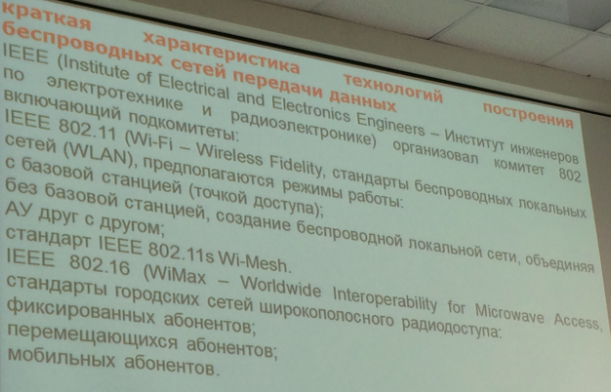 краткая характеристика технологий построения
беспроводных сетей передачи данных
IEEE (Institute of Electrical and Electronics Engineers – Институт инженеров
по электротехнике и радиоэлектронике) организовал комитет 802
включающий подкомитеты:
IEEE 802.11 (Wi-Fi – Wireless Fidelity, стандарты беспроводных локальных
сетей (WLAN), предполагаются режимы работы:
с базовой станцией (точкой доступа);
без базовой станцией, создание беспроводной локальной сети, объединяя
АУ друг с другом;
стандарт IEEE 802.11s Wi-Mesh.
IEEE 802.16 (WiMax – Worldwide Interoperability for Microwave Access,
стандарты городских сетей широкополосного радиодоступа:
фиксированных абонентов;
перемещающихся абонентов;
мобильных абонентов.